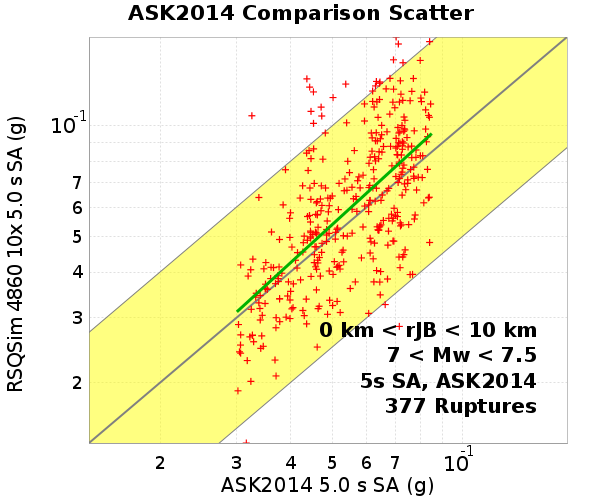 ASK2014 Comparison Scatter
RSQSim 4860 10x 5.0 s SA (g)
10-1
7
6
5
4
3
2
0 km < rJB < 10 km
7 < Mw < 7.5
5s SA, ASK2014
377 Ruptures
2 3 4 5 6 7 10-1
ASK2014 5.0 s SA (g)